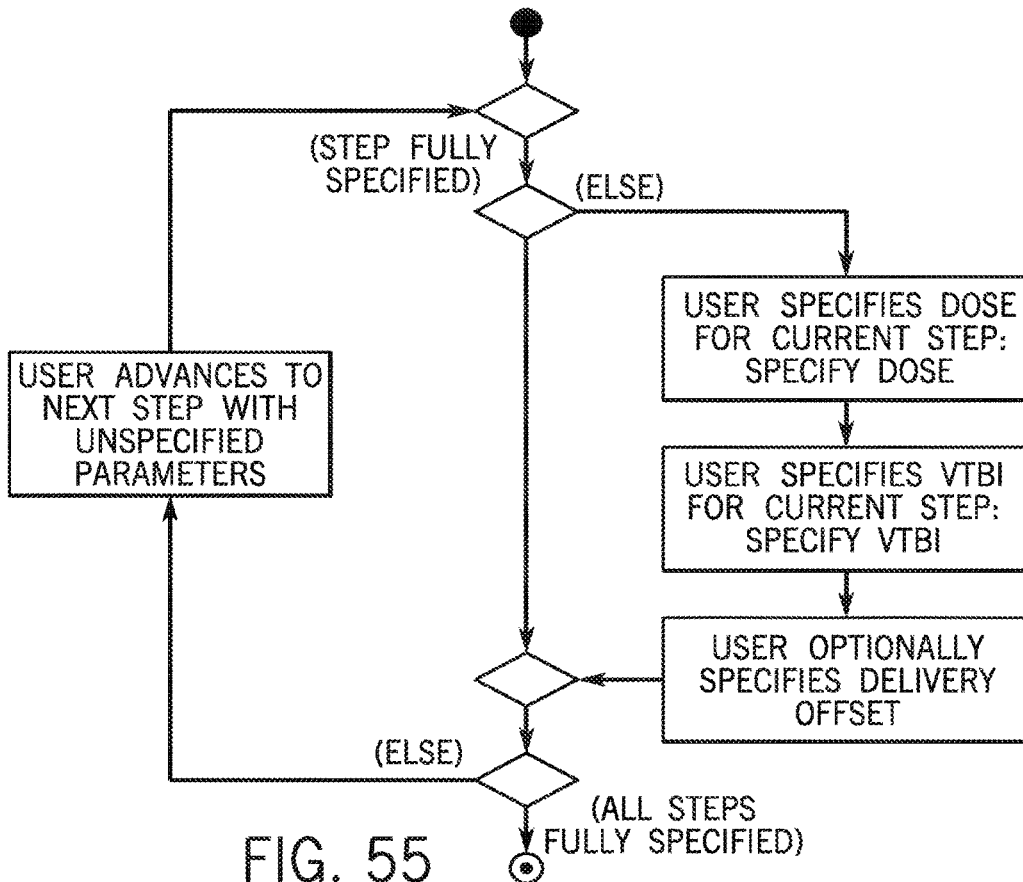 (STEP FULLY
SPECIFIED)
(ELSE)
USER SPECIFIES DOSE
FOR CURRENT STEP:
SPECIFY DOSE
USER ADVANCES TO
NEXT STEP WITH
UNSPECIFIED
PARAMETERS
USER SPECIFIES VTBI
FOR CURRENT STEP:
SPECIFY VTBI
USER OPTIONALLY
SPECIFIES DELIVERY
OFFSET
(ELSE)
(ALL STEPS
FULLY SPECIFIED)
FIG. 55